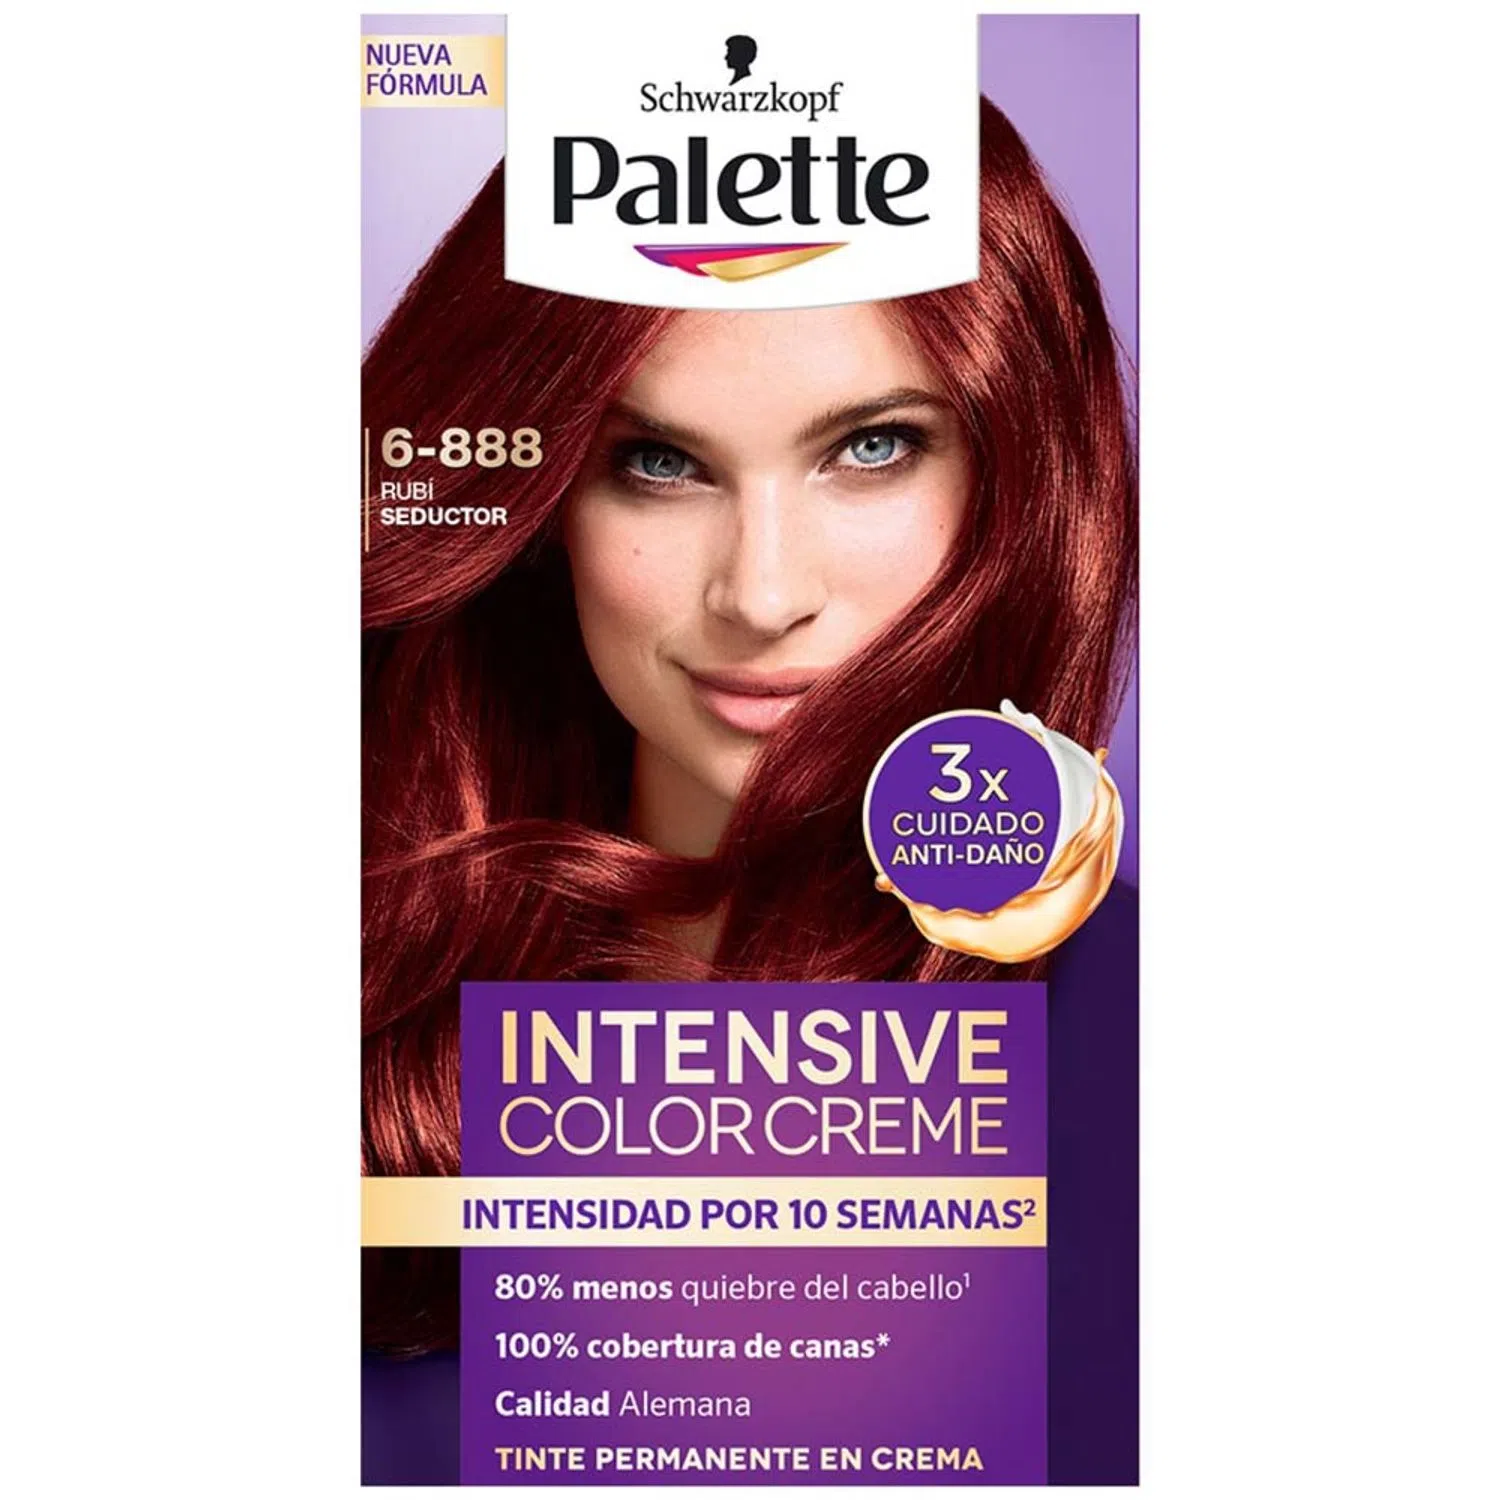 NUEVA
FÓRMULA
Schwarzkopf
Palette
6-888
RUBÍ
SEDUCTOR
3x
CUIDADO
ANTI-DAÑO
INTENSIVE
COLOR CREME
INTENSIDAD POR 10 SEMANAS²
80% menos quiebre del cabello¹
100% cobertura de canas*
Calidad Alemana
TINTE PERMANENTE EN CREMA